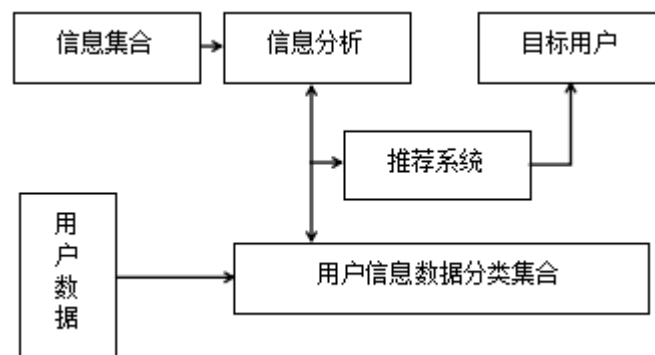 信息集合
信息分析
目标用户
推荐系统
用户数据
用户信息数据分类集合